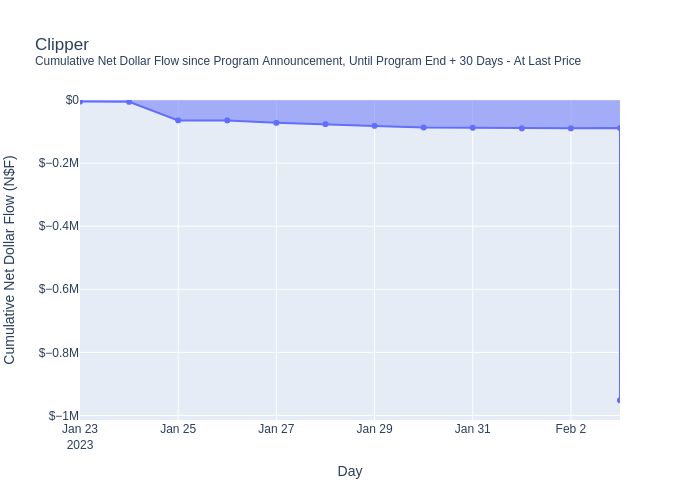 Clipper
Cumulative Net Dollar Flow since Program Announcement, Until Program End + 30 Days - At Last Price
Cumulative Net Dollar Flow (N$F)
$0
$−0.2M
$−0.4M
$−0.6M
$−0.8M
$−1M
Jan 23
2023
Jan 25
Jan 27
Jan 29
Jan 31
Feb 2
Day